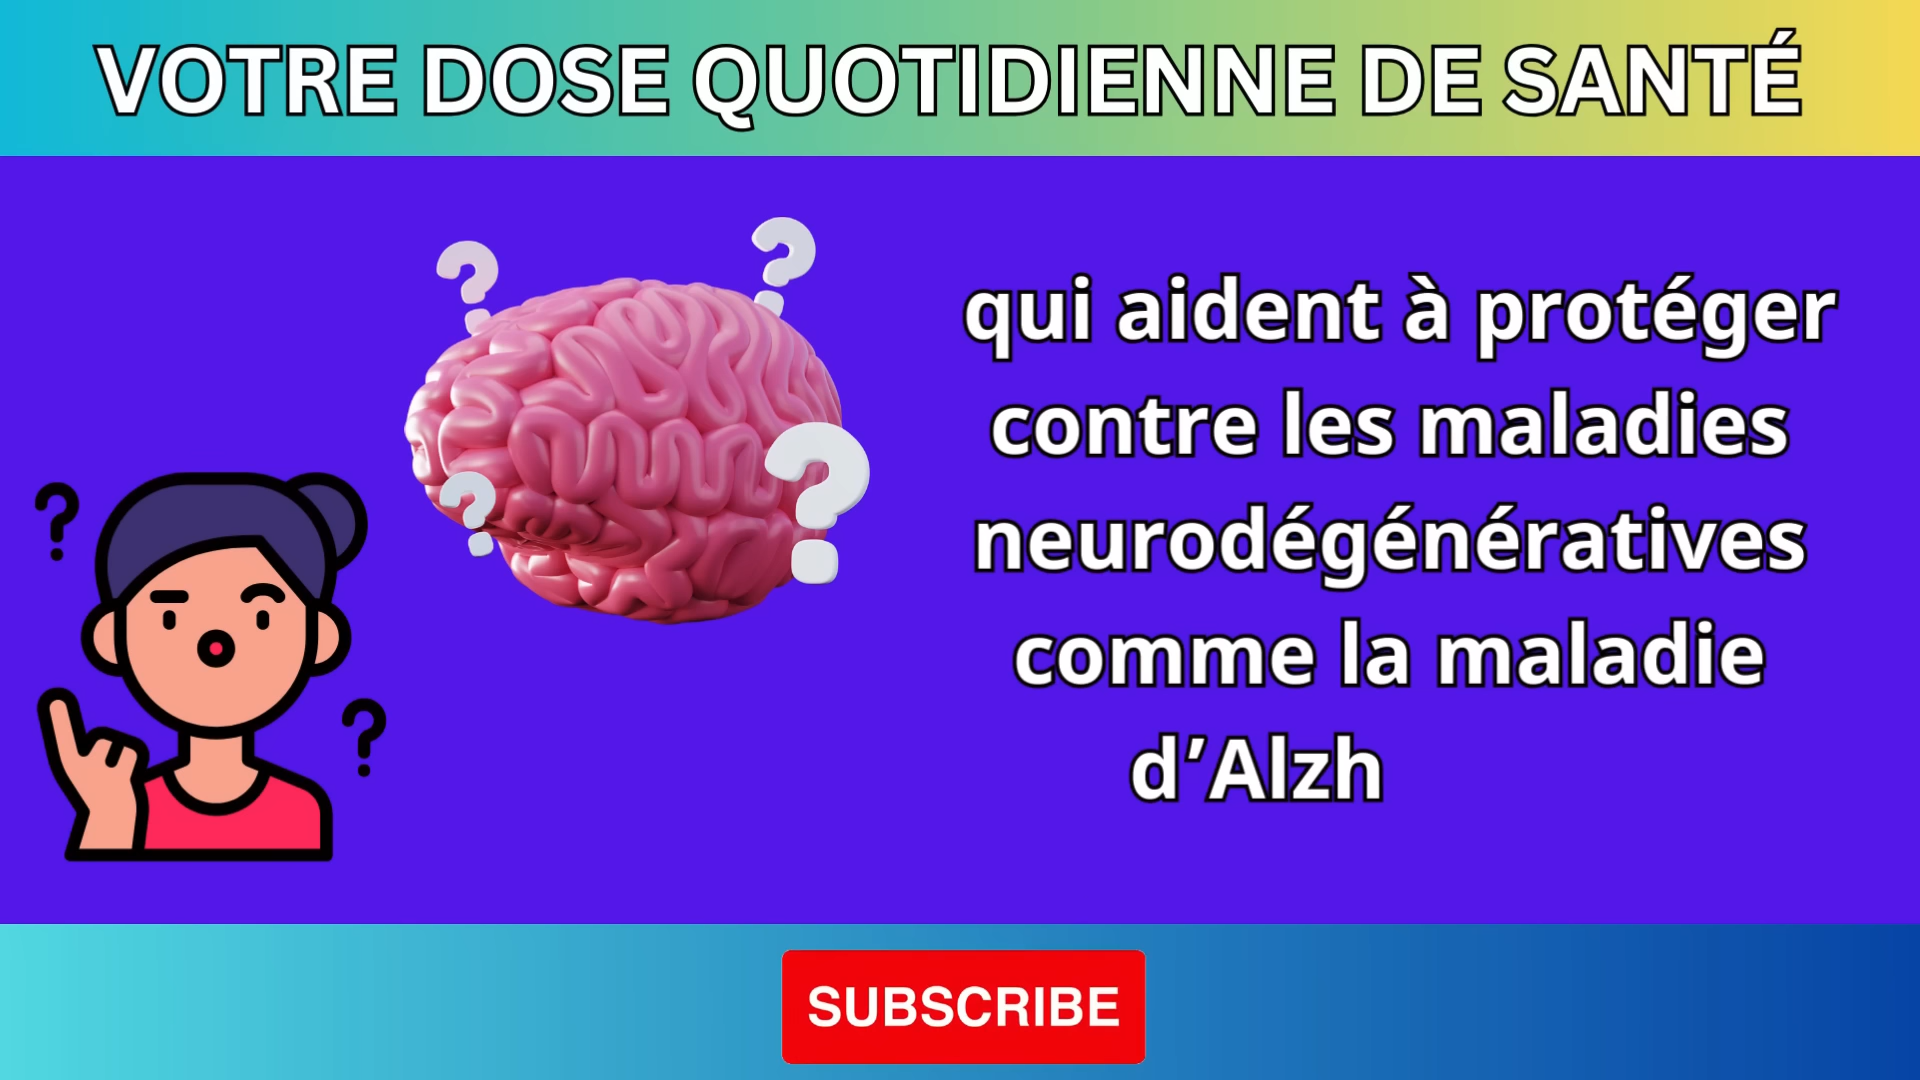 VOTRE DOSE QUOTIDIENNE DE SANTÉ
qui aident à protéger
contre les maladies
neurodégénératives
comme la maladie
d’Alzh
SUBSCRIBE